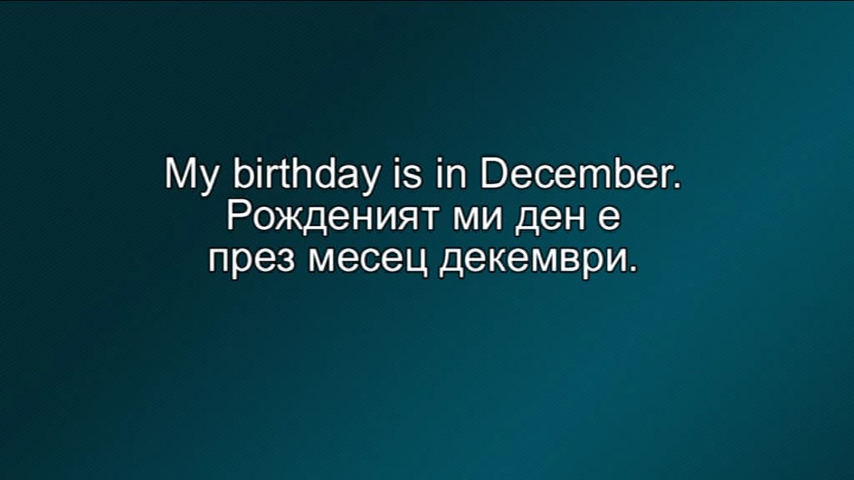 My birthday is in December.
Рожденият ми ден е
през месец декември.